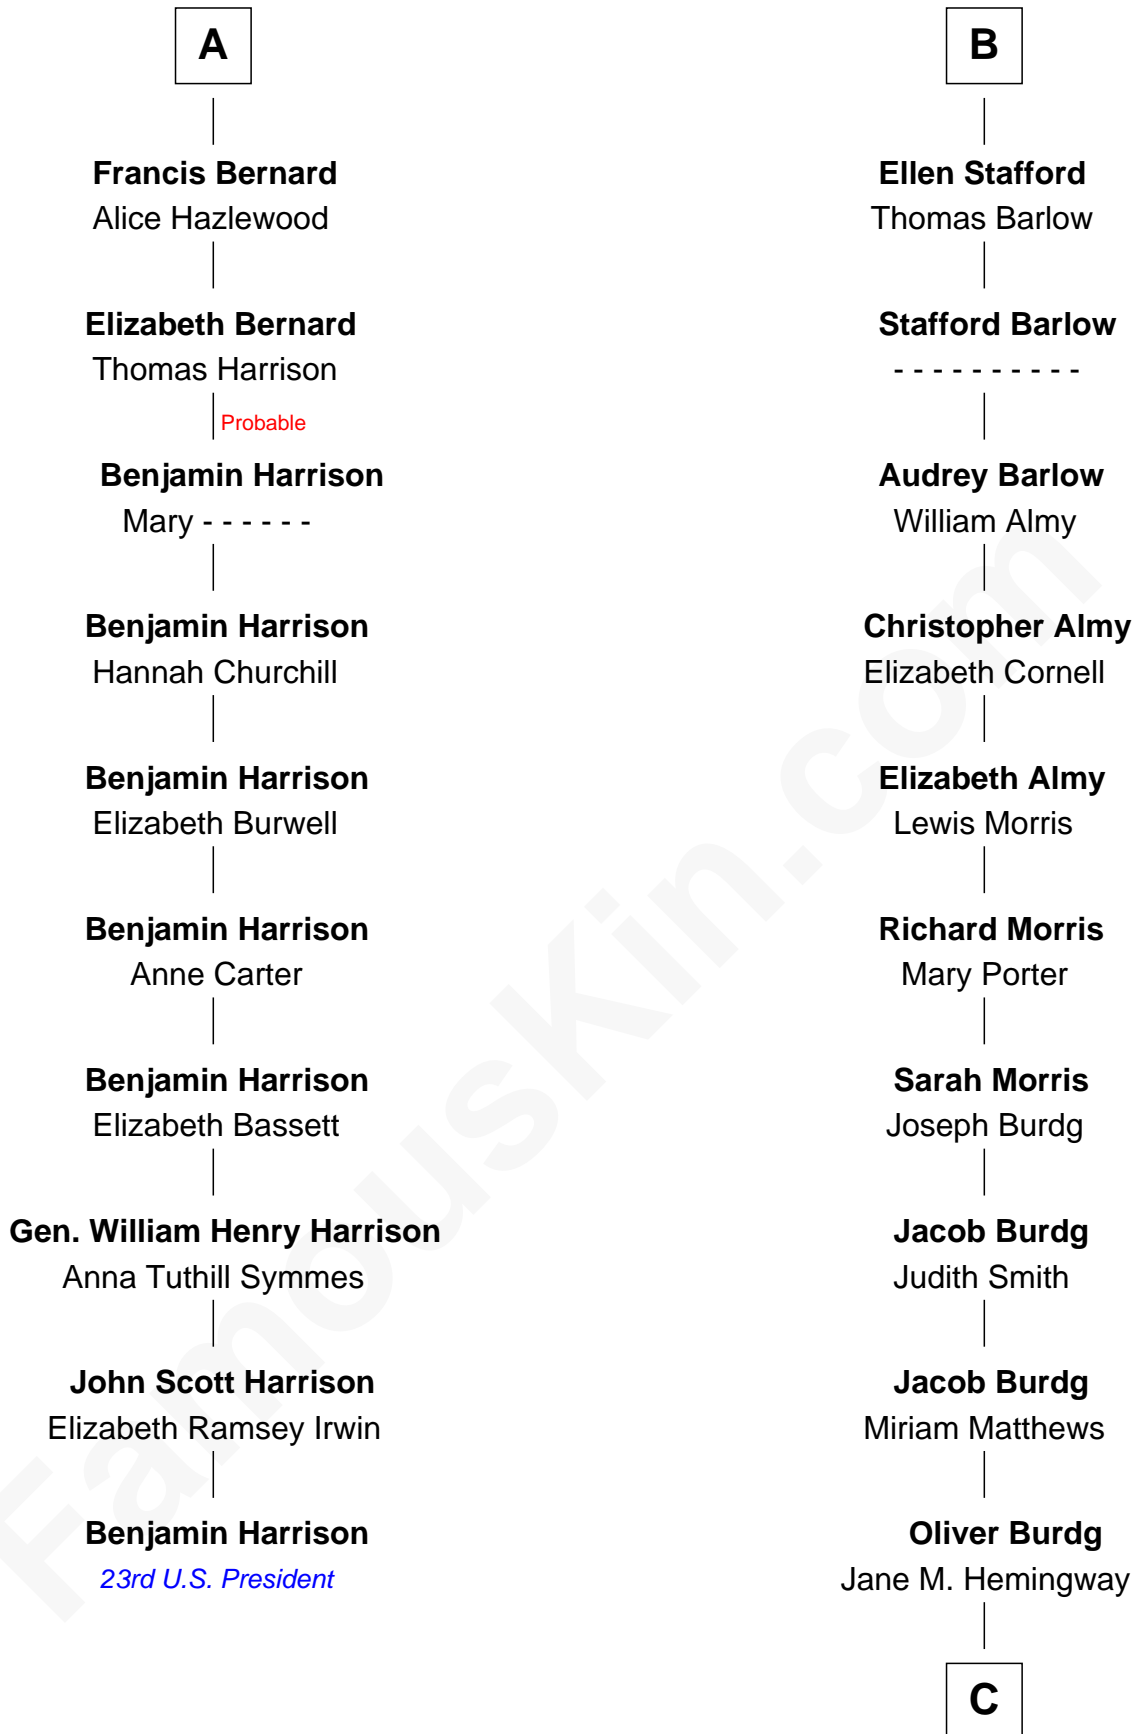 A
Francis Bernard
Alice Hazlewood
Elizabeth Bernard
Thomas Harrison
Probable
Benjamin Harrison
Mary - - - - - -
Benjamin Harrison
Hannah Churchill
Benjamin Harrison
Elizabeth Burwell
Benjamin Harrison
Anne Carter
Benjamin Harrison
Elizabeth Bassett
Gen. William Henry Harrison
Anna Tuthill Symmes
John Scott Harrison
Elizabeth Ramsey Irwin
Benjamin Harrison
23rd U.S. President
B
Ellen Stafford
Thomas Barlow
Stafford Barlow
- - - - - - - - - -
Audrey Barlow
William Almy
Christopher Almy
Elizabeth Cornell
Elizabeth Almy
Lewis Morris
Richard Morris
Mary Porter
Sarah Morris
Joseph Burdg
Jacob Burdg
Judith Smith
Jacob Burdg
Miriam Matthews
Oliver Burdg
Jane M. Hemingway
C
FamousKin.com